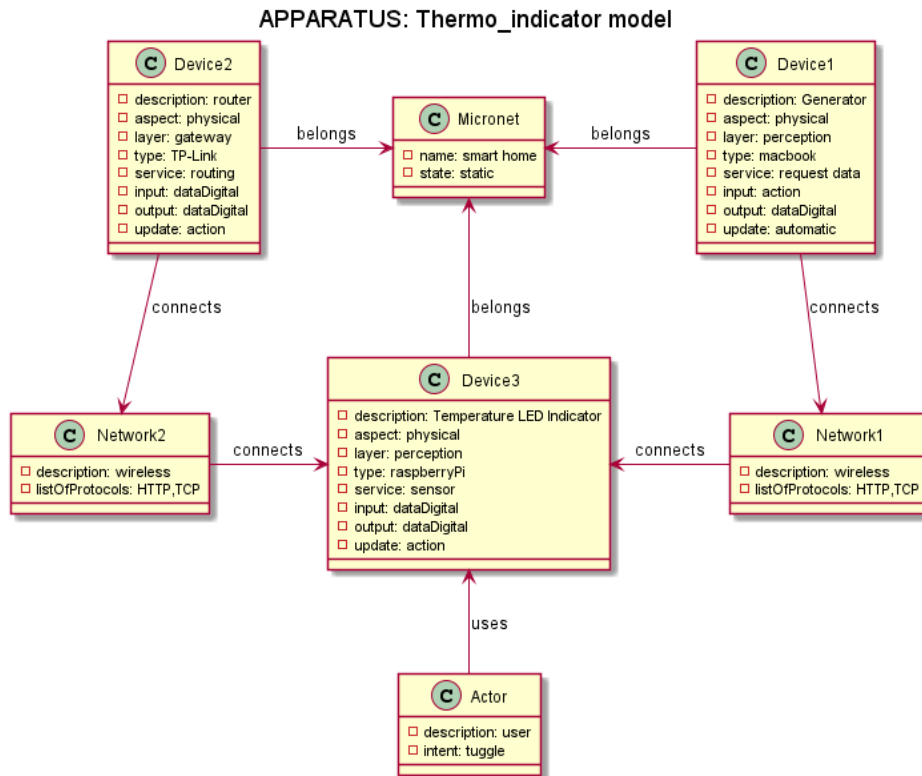 APPARATUS: Thermo_indicator model
C Device2
description: router
aspect: physical
layer: gateway
type: TP-Link
service: routing
input: dataDigital
output: dataDigital
update: action
belongs
C Micronet
name: smart home
state: static
belongs
C Device1
description: Generator
aspect: physical
layer: perception
type: macbook
service: request data
input: action
output: dataDigital
update: automatic
connects
belongs
connects
C Network2
description: wireless
listOfProtocols: HTTP,TCP
connects
C Device3
description: Temperature LED Indicator
aspect: physical
layer: perception
type: raspberryPi
service: sensor
input: dataDigital
output: dataDigital
update: action
connects
C Network1
description: wireless
listOfProtocols: HTTP,TCP
uses
C Actor
description: user
intent: tuggle